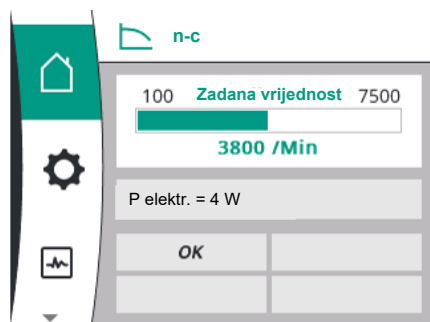 n-c
100 Zadana vrijednost 7500
3800 /Min
P elektr. = 4 W
OK